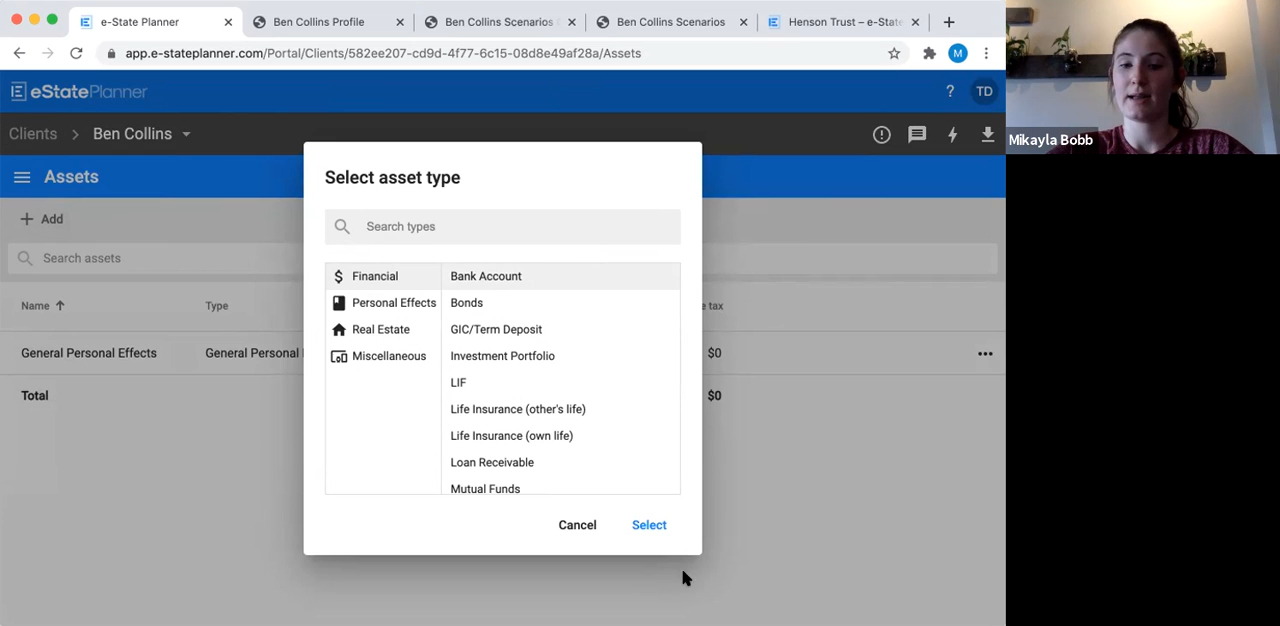 e-State Planner
Ben Collins Profile
Ben Collins Scenarios
Ben Collins Scenarios
Henson Trust – e-State
app.e-stateplanner.com/Portal/Clients/582ee207-cd9d-4f77-6c15-08d8e49af28a/Assets
M
eStatePlanner
?
TD
Clients > Ben Collins
Mikayla Bobb
Assets
Select asset type
+ Add
Search types
Search assets
Financial
Personal Effects
Real Estate
Miscellaneous
Bank Account
Bonds
GIC/Term Deposit
Investment Portfolio
LIF
Life Insurance (other's life)
Life Insurance (own life)
Loan Receivable
Mutual Funds
Name
Type
tax
General Personal Effects
General Personal
$0
Total
$0
Cancel
Select